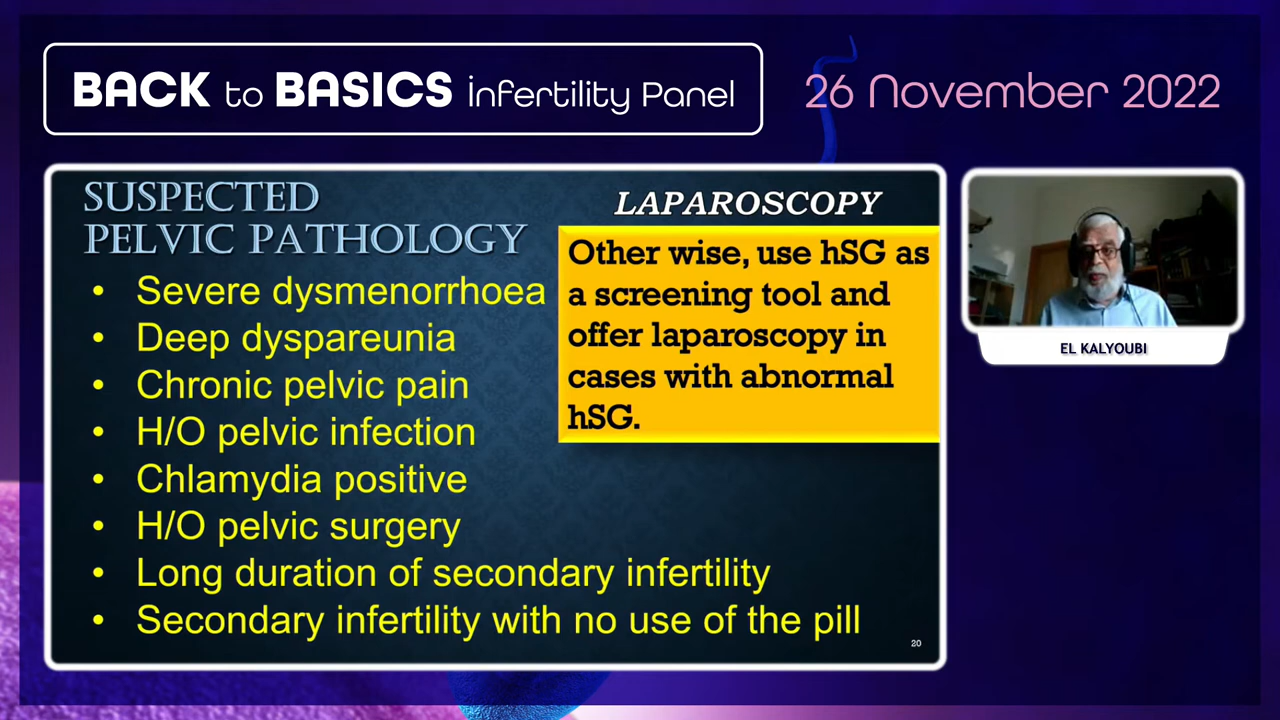 BACK to BASICS infertility Panel
26 November 2022
SUSPECTED
PELVIC PATHOLOGY
• Severe dysmenorrhoea
• Deep dyspareunia
• Chronic pelvic pain
• H/O pelvic infection
• Chlamydia positive
• H/O pelvic surgery
• Long duration of secondary infertility
• Secondary infertility with no use of the pill
LAPAROSCOPY
Other wise, use hSG as
a screening tool and
offer laparoscopy in
cases with abnormal
hSG.
20
EL KALYOUBI